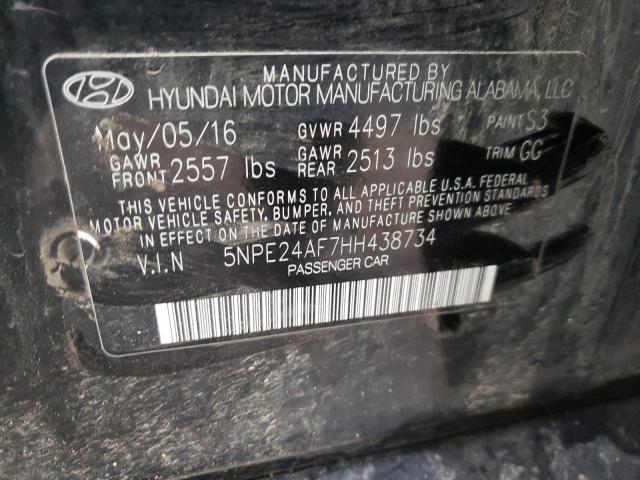 MANUFACTURED BY
HYUNDAI MOTOR MANUFACTURING ALABAMA, LLC
May/05/16 GVWR 4497 lbs PAINT S3
GAWR FRONT 2557 lbs GAWR REAR 2513 lbs TRIM GG
THIS VEHICLE CONFORMS TO ALL APPLICABLE U.S.A. FEDERAL
MOTOR VEHICLE SAFETY, BUMPER, AND THEFT PREVENTION STANDARDS
IN EFFECT ON THE DATE OF MANUFACTURE SHOWN ABOVE.
V.I.N 5NPE24AF7HH438734
PASSENGER CAR